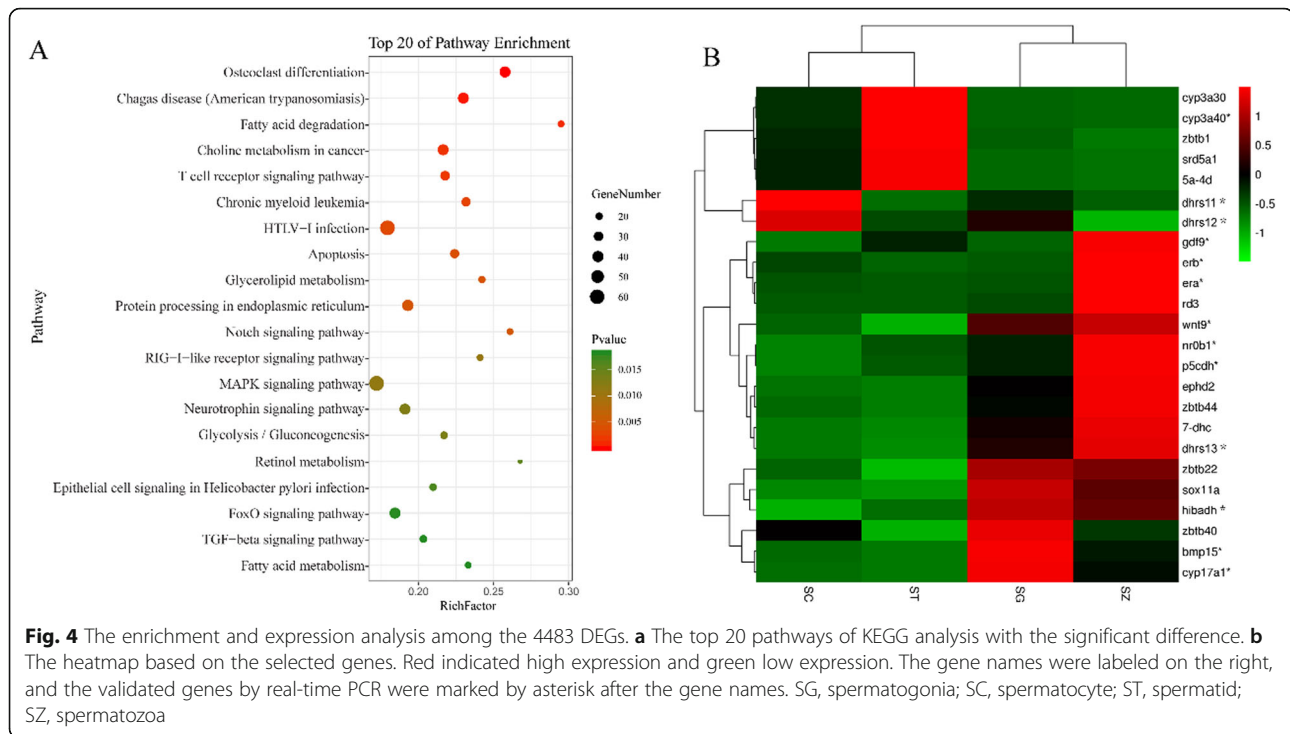 A
Top 20 of Pathway Enrichment
Pathway
Osteoclast differentiation
Chagas disease (American trypanosomiasis)
Fatty acid degradation
Choline metabolism in cancer
T cell receptor signaling pathway
Chronic myeloid leukemia
HTLV-I infection
Apoptosis
Glycerolipid metabolism
Protein processing in endoplasmic reticulum
Notch signaling pathway
RIG-I-like receptor signaling pathway
MAPK signaling pathway
Neurotrophin signaling pathway
Glycolysis / Gluconeogenesis
Retinol metabolism
Epithelial cell signaling in Helicobacter pylori infection
FoxO signaling pathway
TGF-beta signaling pathway
Fatty acid metabolism
0.20 0.25 0.30
RichFactor
GeneNumber
20
30
40
50
60
Pvalue
0.015
0.010
0.005
B
cyp3a30
cyp3a40*
zbtb1
srd5a1
5a-4d
dhrs11 *
dhrs12 *
gdf9*
erb*
era*
rd3
wnt9*
nr0b1*
p5cdh*
ephd2
zbtb44
7-dhc
dhrs13 *
zbtb22
sox11a
hibadh *
zbtb40
bmp15*
cyp17a1*
SC ST SG SZ
1
0.5
0
-0.5
-1
Fig. 4 The enrichment and expression analysis among the 4483 DEGs. a The top 20 pathways of KEGG analysis with the significant difference. b
The heatmap based on the selected genes. Red indicated high expression and green low expression. The gene names were labeled on the right,
and the validated genes by real-time PCR were marked by asterisk after the gene names. SG, spermatogonia; SC, spermatocyte; ST, spermatid;
SZ, spermatozoa